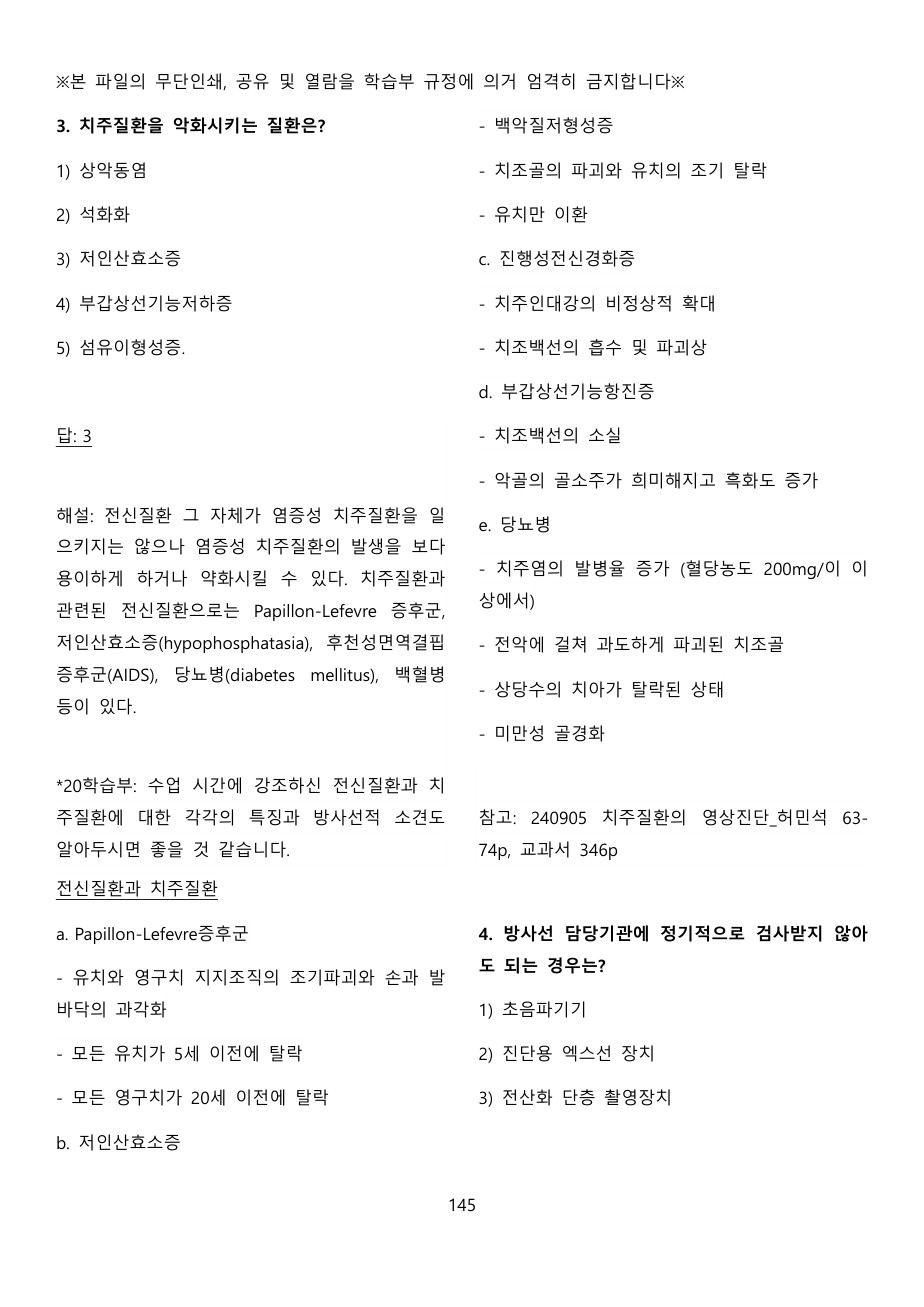 ※본 파일의 무단인쇄, 공유 및 열람을 학습부 규정에 의거 엄격히 금지합니다※
3. 치주질환을 악화시키는 질환은?
1) 상악동염
2) 석화화
3) 저인산효소증
4) 부갑상선기능저하증
5) 섬유이형성증.
답: 3
해설: 전신질환 그 자체가 염증성 치주질환을 일
으키지는 않으나 염증성 치주질환의 발생을 보다
용이하게 하거나 약화시킬 수 있다. 치주질환과
관련된 전신질환으로는 Papillon-Lefevre 증후군,
저인산효소증(hypophosphatasia), 후천성면역결핍
증후군(AIDS), 당뇨병(diabetes mellitus), 백혈병
등이 있다.
*20학습부: 수업 시간에 강조하신 전신질환과 치
주질환에 대한 각각의 특징과 방사선적 소견도
알아두시면 좋을 것 같습니다.
전신질환과 치주질환
a. Papillon-Lefevre증후군
- 유치와 영구치 지지조직의 조기파괴와 손과 발
바닥의 과각화
- 모든 유치가 5세 이전에 탈락
- 모든 영구치가 20세 이전에 탈락
b. 저인산효소증
- 백악질저형성증
- 치조골의 파괴와 유치의 조기 탈락
- 유치만 이환
c. 진행성전신경화증
- 치주인대강의 비정상적 확대
- 치조백선의 흡수 및 파괴상
d. 부갑상선기능항진증
- 치조백선의 소실
- 악골의 골소주가 희미해지고 흑화도 증가
e. 당뇨병
- 치주염의 발병율 증가 (혈당농도 200mg/이 이
상에서)
- 전악에 걸쳐 과도하게 파괴된 치조골
- 상당수의 치아가 탈락된 상태
- 미만성 골경화
참고: 240905 치주질환의 영상진단_허민석 63-
74p, 교과서 346p
4. 방사선 담당기관에 정기적으로 검사받지 않아
도 되는 경우는?
1) 초음파기기
2) 진단용 엑스선 장치
3) 전산화 단층 촬영장치
145